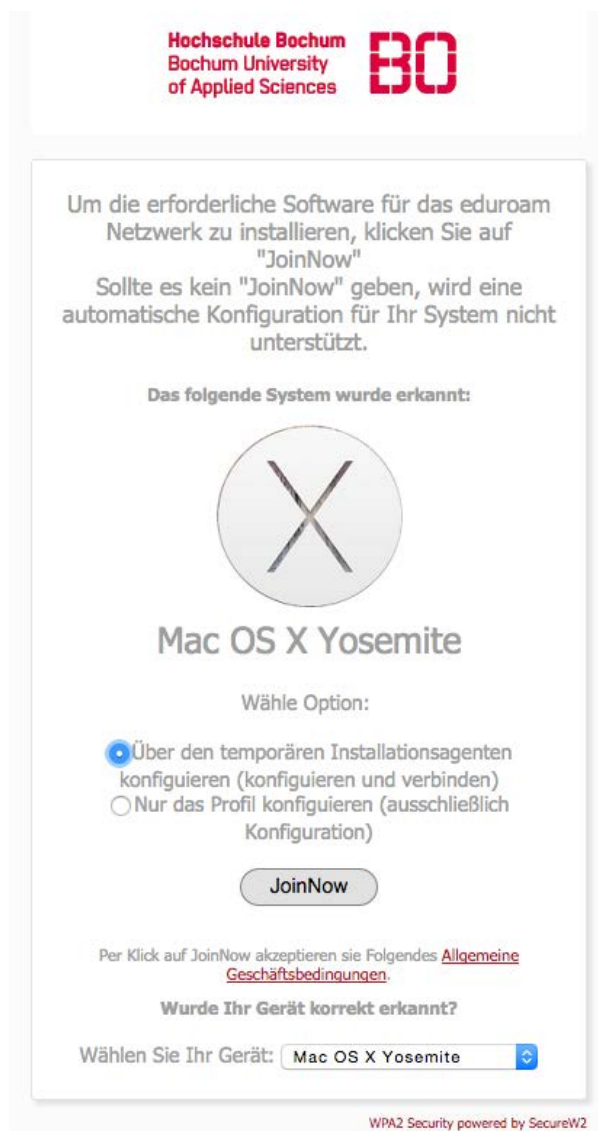 Hochschule Bochum
Bochum University
of Applied Sciences
BO
Um die erforderliche Software für das eduroam
Netzwerk zu installieren, klicken Sie auf
"JoinNow"
Sollte es kein "JoinNow" geben, wird eine
automatische Konfiguration für Ihr System nicht
unterstützt.
Das folgende System wurde erkannt:
Mac OS X Yosemite
Wähle Option:
Über den temporären Installationsagenten
konfiguieren (konfiguieren und verbinden)
Nur das Profil konfiguieren (ausschließlich
Konfiguration)
JoinNow
Per Klick auf JoinNow akzeptieren sie Folgendes Allgemeine
Geschäftsbedingungen.
Wurde Ihr Gerät korrekt erkannt?
Wählen Sie Ihr Gerät: Mac OS X Yosemite
WPA2 Security powered by SecureW2